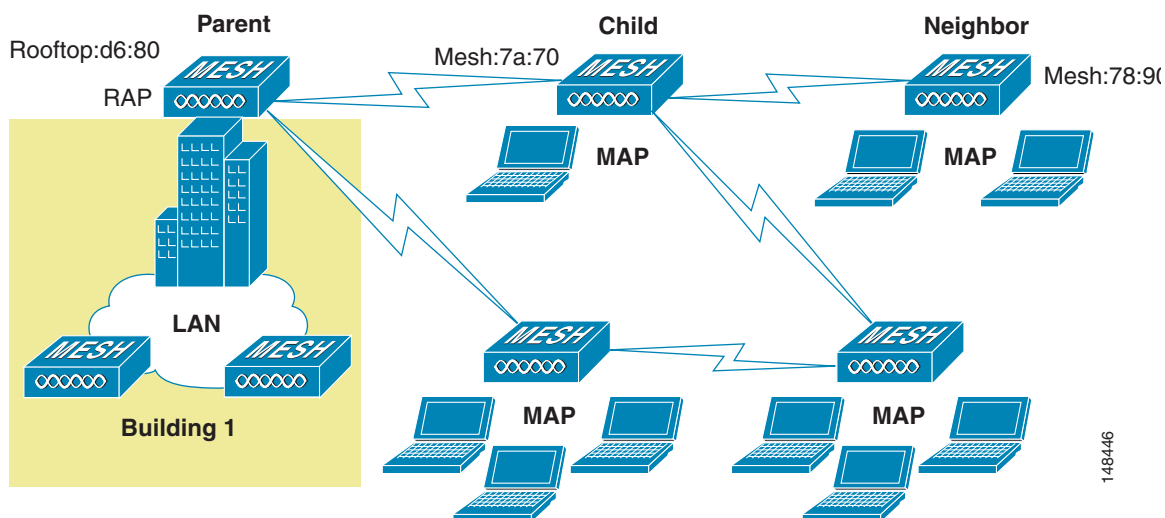 Parent
Child
Neighbor
Rooftop:d6:80
Mesh:7a:70
Mesh:78:90
MESH
MESH
MESH
RAP
MAP
MAP
LAN
MESH
MESH
MESH
MESH
Building 1
MAP
MAP
148446